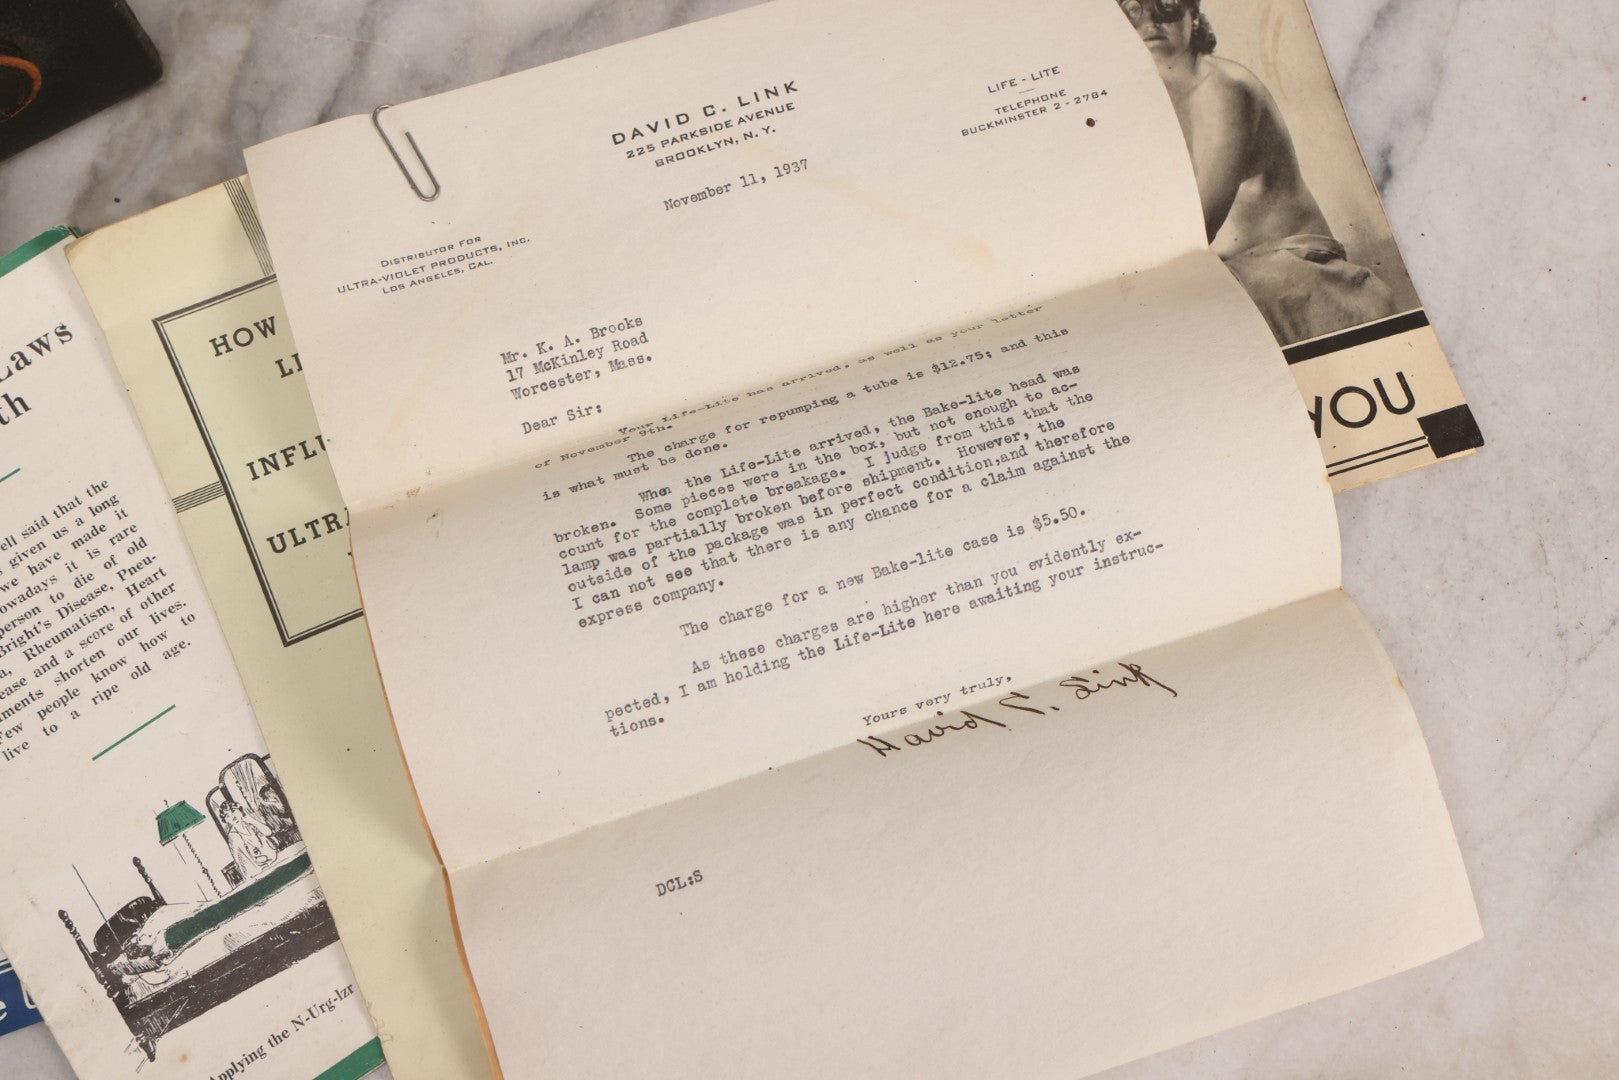 DAVID C. LINK
225 PARKSIDE AVENUE
BROOKLYN, N. Y.
LIFE - LITE
TELEPHONE
BUCKMINSTER 2 - 2784
November 11, 1937
DISTRIBUTOR FOR
ULTRA-VIOLET PRODUCTS, INC.
LOS ANGELES, CAL.
Mr. K. A. Brooks
17 McKinley Road
Worcester, Mass.
Dear Sir:
Your Life-Lite has arrived, as well as your letter
of November 9th.
The charge for repumping a tube is $12.75; and this
is what must be done.
When the Life-Lite arrived, the Bake-lite head was
broken. Some pieces were in the box, but not enough to ac-
count for the complete breakage. I judge from this that the
lamp was partially broken before shipment. However, the
outside of the package was in perfect condition,and therefore
I can not see that there is any chance for a claim against the
express company.
The charge for a new Bake-lite case is $5.50.
As these charges are higher than you evidently ex-
pected, I am holding the Life-Lite here awaiting your instruc-
tions.
Yours very truly,
David C. Link
DCL:S
HOW
INFLU
ULTRA
YOU
Laws
th
ell said that the
s given us a long
we have made it
owadays it is rare
person to die of old
Bright's Disease, Pneu-
a, Rheumatism, Heart
ease and a score of other
ments shorten our lives.
Few people know how to
live to a ripe old age.
Applying the N-Urg-Izr